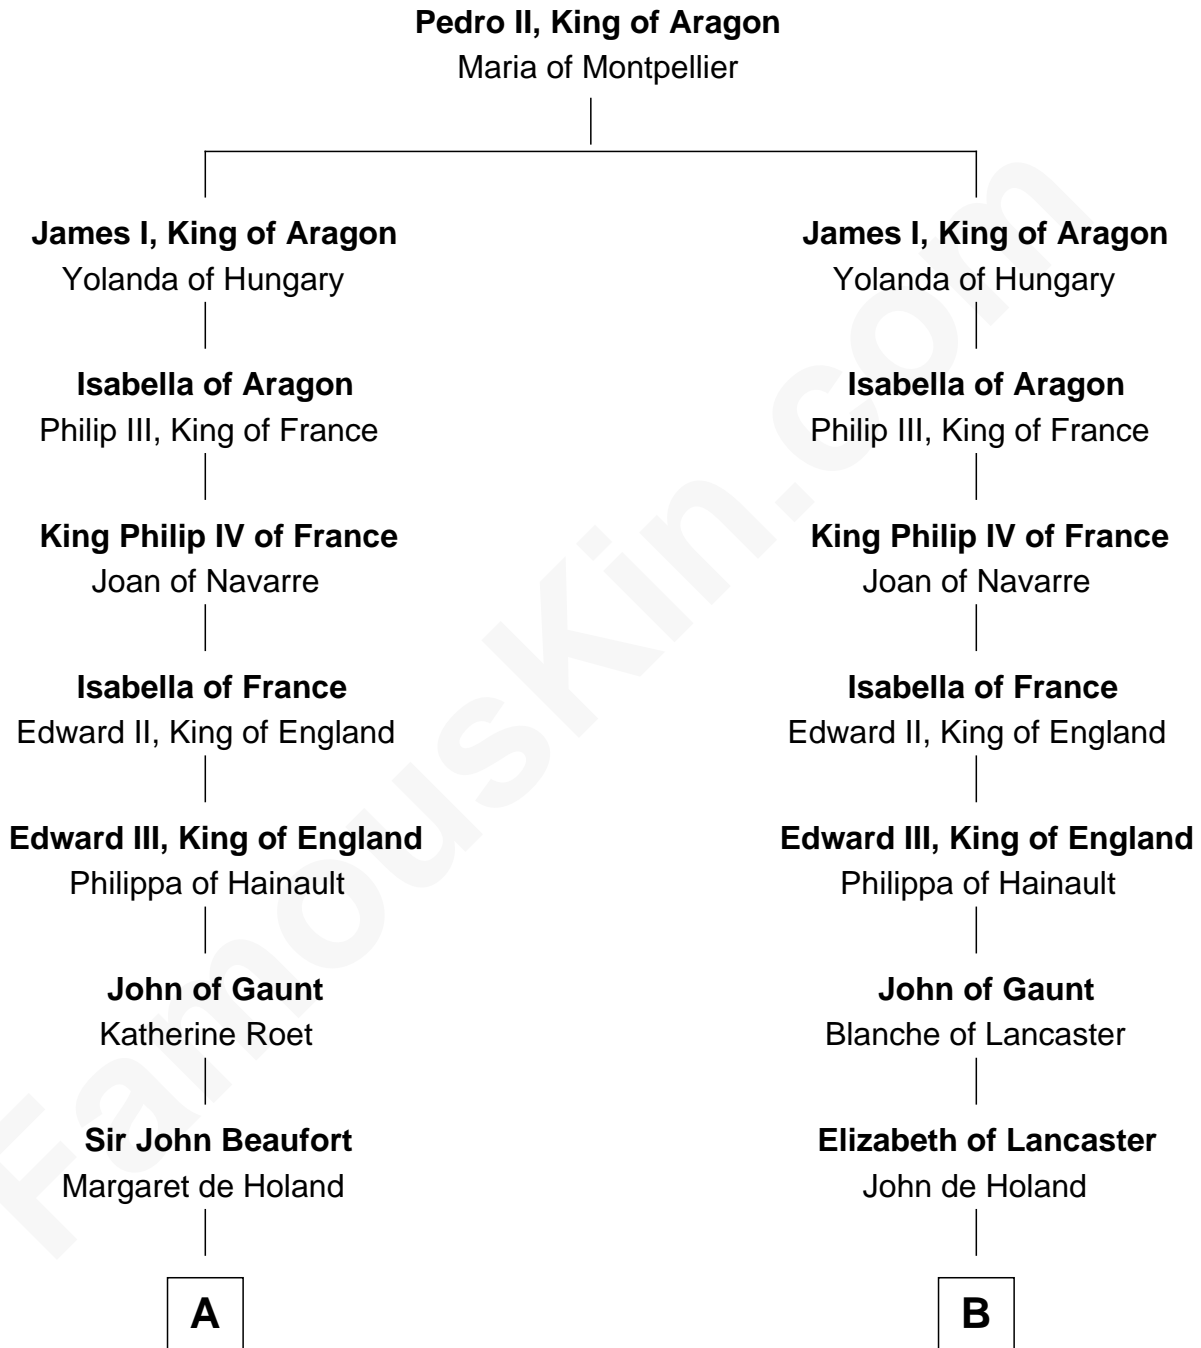 Pedro II, King of Aragon
Maria of Montpellier
James I, King of Aragon
Yolanda of Hungary
Isabella of Aragon
Philip III, King of France
King Philip IV of France
Joan of Navarre
Isabella of France
Edward II, King of England
Edward III, King of England
Philippa of Hainault
John of Gaunt
Katherine Roet
Sir John Beaufort
Margaret de Holand
A
James I, King of Aragon
Yolanda of Hungary
Isabella of Aragon
Philip III, King of France
King Philip IV of France
Joan of Navarre
Isabella of France
Edward II, King of England
Edward III, King of England
Philippa of Hainault
John of Gaunt
Blanche of Lancaster
Elizabeth of Lancaster
John de Holand
B
FamousKin.com